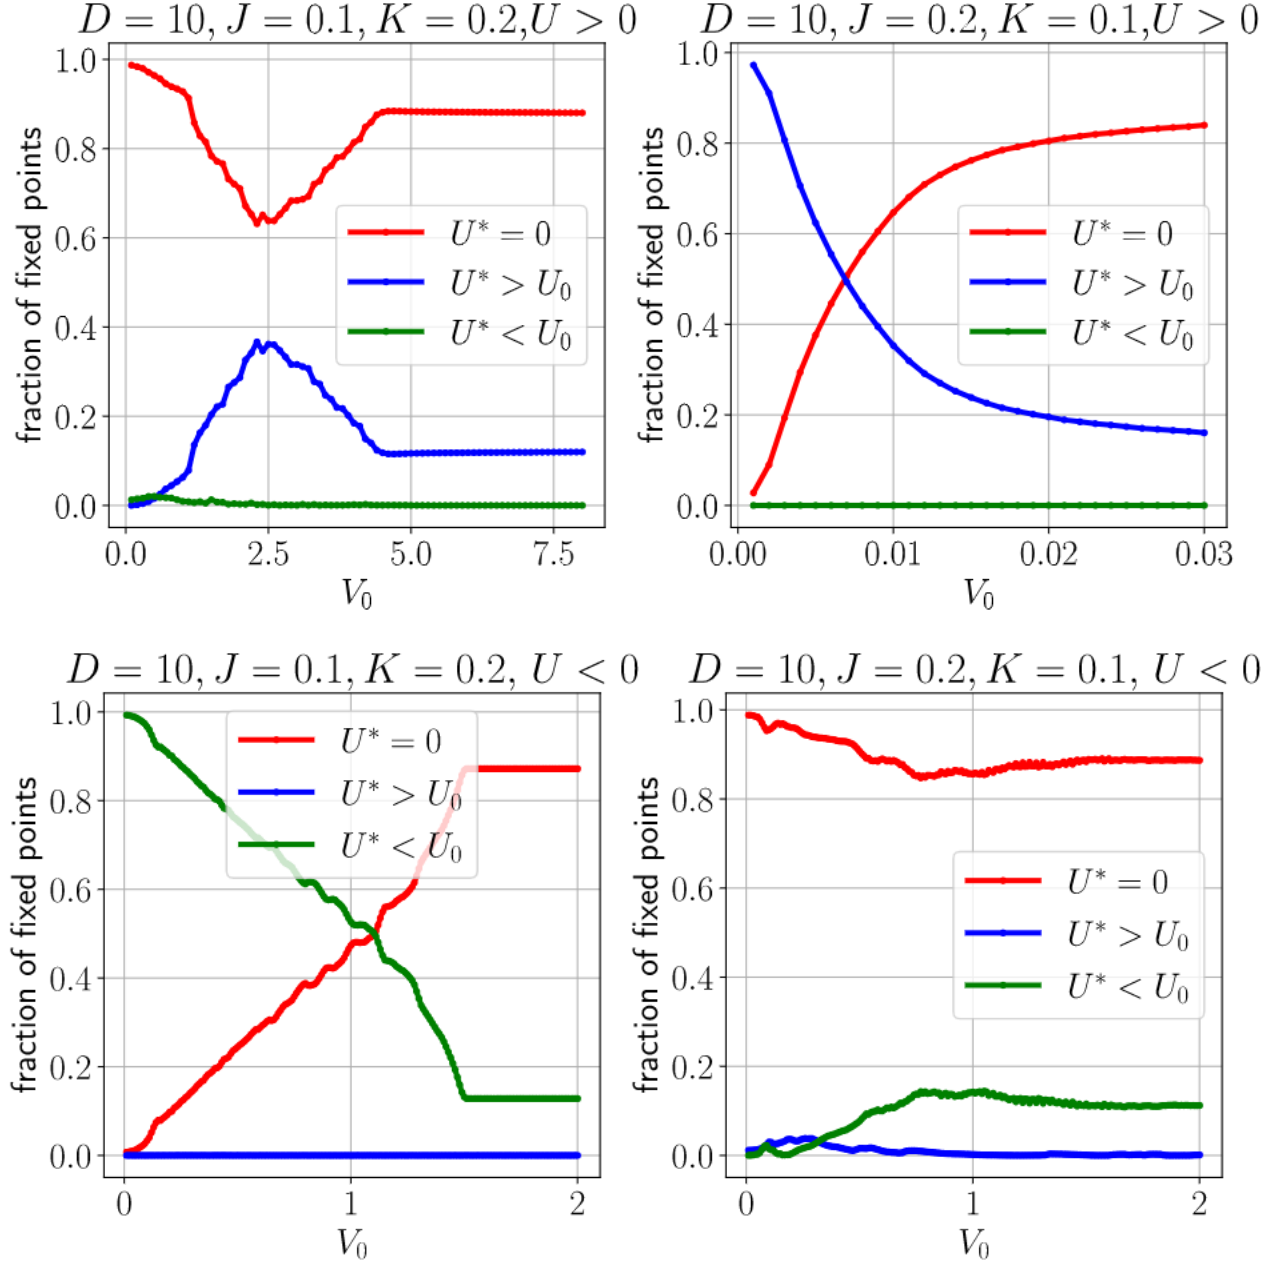 D = 10, J = 0.1, K = 0.2,U > 0
fraction of fixed points
1.0
0.8
0.6
0.4
0.2
0.0
U* = 0
U* > U₀
U* < U₀
0.0 2.5 5.0 7.5
V₀
D = 10, J = 0.2, K = 0.1,U > 0
fraction of fixed points
1.0
0.8
0.6
0.4
0.2
0.0
U* = 0
U* > U₀
U* < U₀
0.00 0.01 0.02 0.03
V₀
D = 10, J = 0.1, K = 0.2, U < 0
fraction of fixed points
1.0
0.8
0.6
0.4
0.2
0.0
U* = 0
U* > U₀
U* < U₀
0 1 2
V₀
D = 10, J = 0.2, K = 0.1, U < 0
fraction of fixed points
1.0
0.8
0.6
0.4
0.2
0.0
U* = 0
U* > U₀
U* < U₀
0 1 2
V₀